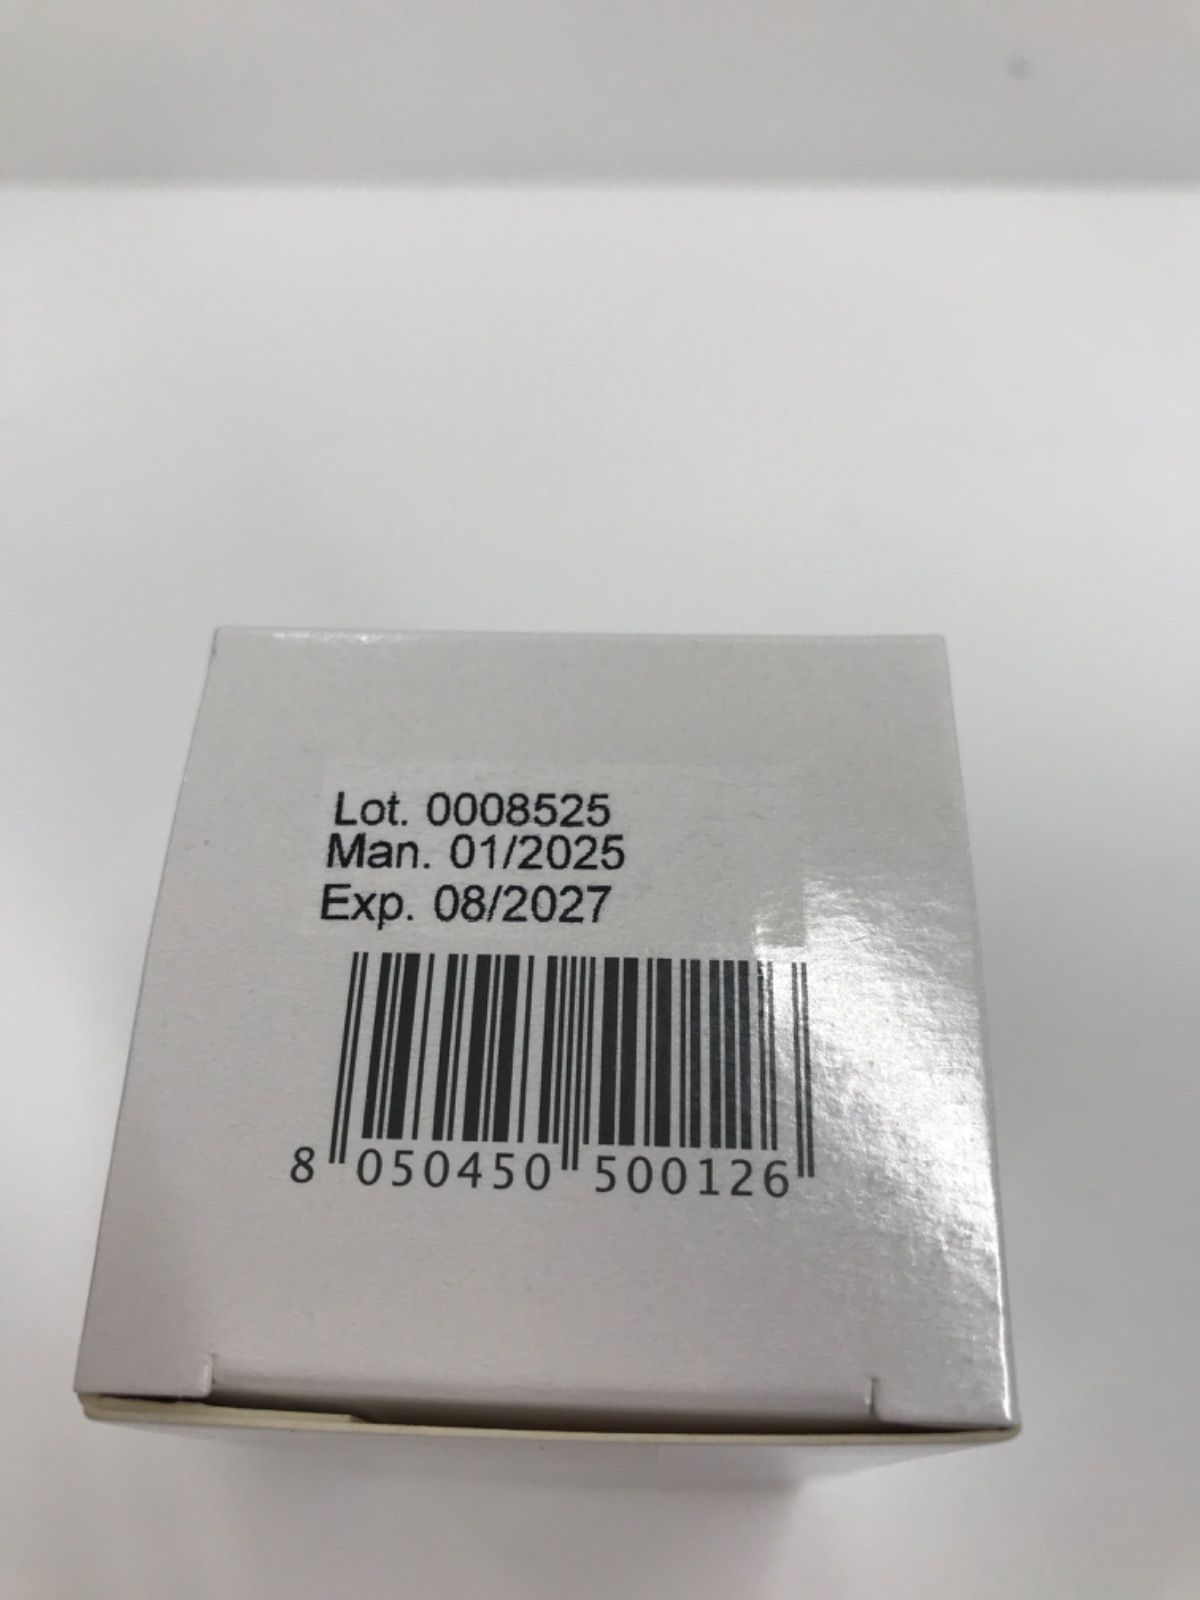 Lot. 0008525
Man. 01/2025
Exp. 08/2027
8 050450 500126